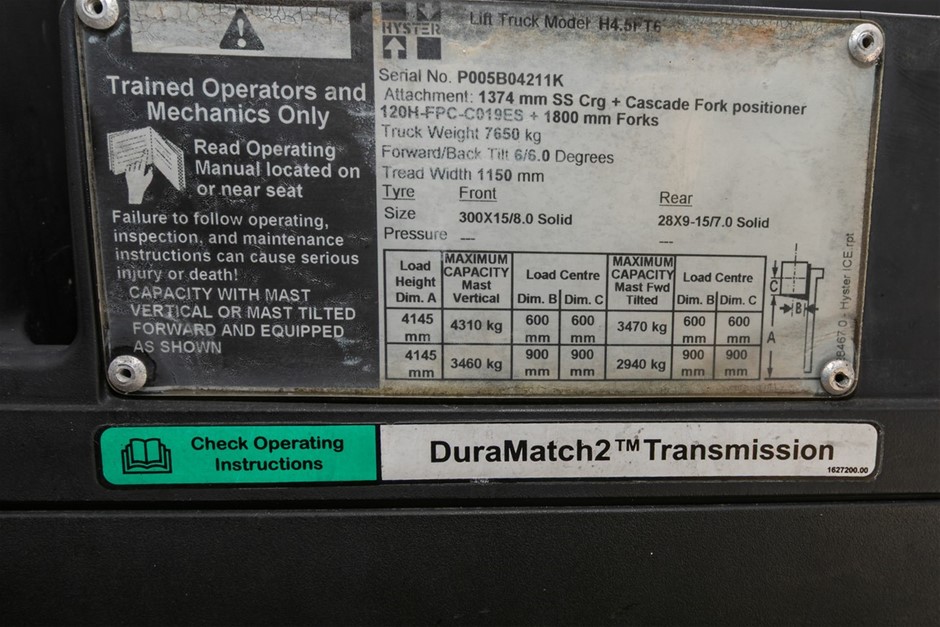 Trained Operators and
Mechanics Only
Read Operating
Manual located on
or near seat
Failure to follow operating,
inspection, and maintenance
instructions can cause serious
injury or death!
CAPACITY WITH MAST
VERTICAL OR MAST TILTED
FORWARD AND EQUIPPED
AS SHOWN
HYSTER
Lift Truck Model H4.5FT6
Serial No. P005B04211K
Attachment: 1374 mm SS Crg + Cascade Fork positioner
120H-FPC-C019ES + 1800 mm Forks
Truck Weight 7650 kg
Forward/Back Tilt 6/6.0 Degrees
Tread Width 1150 mm
Tyre Front Rear
Size 300X15/8.0 Solid 28X9-15/7.0 Solid
Pressure --- ---
Load Height Dim. A MAXIMUM CAPACITY Mast Vertical Load Centre Dim. B Dim. C MAXIMUM CAPACITY Mast Fwd Tilted Load Centre Dim. B Dim. C
4145 mm 4310 kg 600 mm 600 mm 3470 kg 600 mm 600 mm
4145 mm 3460 kg 900 mm 900 mm 2940 kg 900 mm 900 mm
C
B
A
- Hyster ICE.rpt
Check Operating
Instructions
DuraMatch2™ Transmission
1627200.00